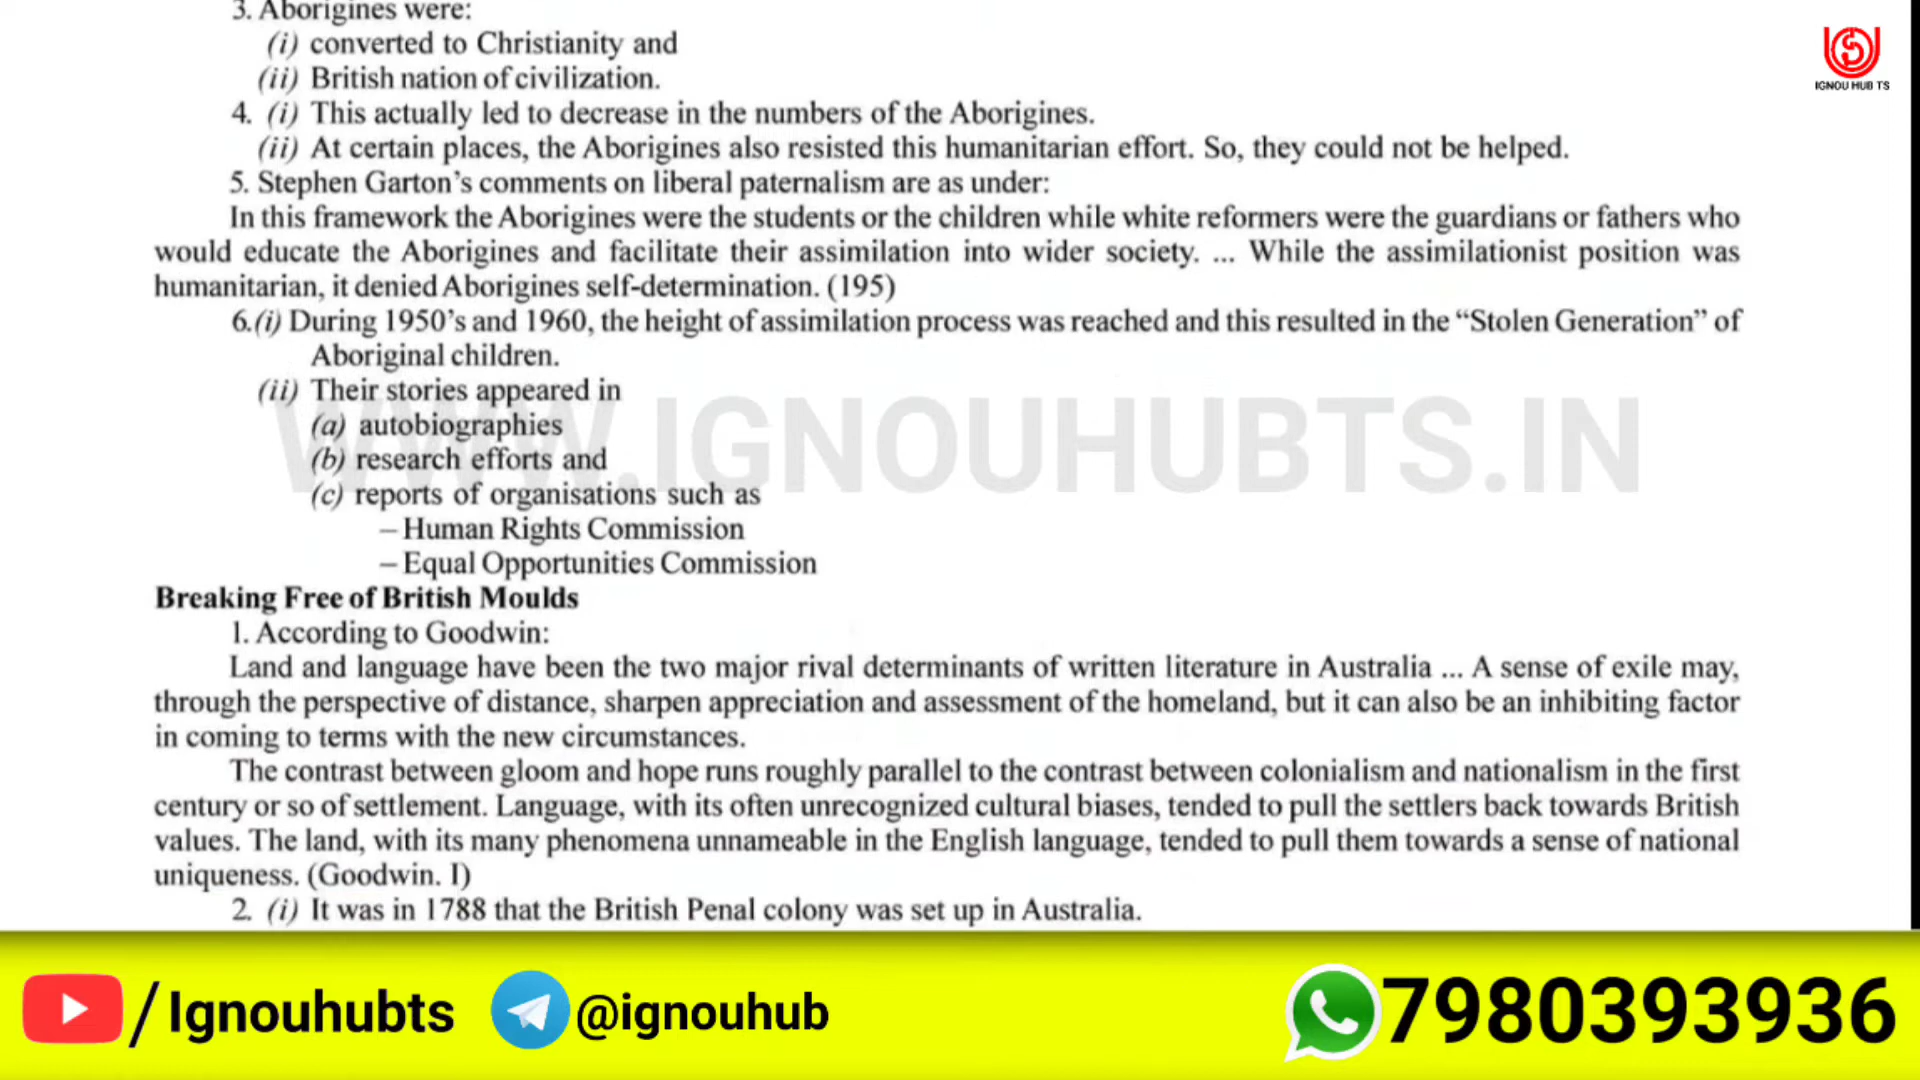 3. Aborigines were:
(i) converted to Christianity and
(ii) British nation of civilization.
4. (i) This actually led to decrease in the numbers of the Aborigines.
(ii) At certain places, the Aborigines also resisted this humanitarian effort. So, they could not be helped.
5. Stephen Garton's comments on liberal paternalism are as under:
In this framework the Aborigines were the students or the children while white reformers were the guardians or fathers who
would educate the Aborigines and facilitate their assimilation into wider society. ... While the assimilationist position was
humanitarian, it denied Aborigines self-determination. (195)
6.(i) During 1950's and 1960, the height of assimilation process was reached and this resulted in the “Stolen Generation” of
Aboriginal children.
(ii) Their stories appeared in
(a) autobiographies
(b) research efforts and
(c) reports of organisations such as
– Human Rights Commission
– Equal Opportunities Commission
Breaking Free of British Moulds
1. According to Goodwin:
Land and language have been the two major rival determinants of written literature in Australia ... A sense of exile may,
through the perspective of distance, sharpen appreciation and assessment of the homeland, but it can also be an inhibiting factor
in coming to terms with the new circumstances.
The contrast between gloom and hope runs roughly parallel to the contrast between colonialism and nationalism in the first
century or so of settlement. Language, with its often unrecognized cultural biases, tended to pull the settlers back towards British
values. The land, with its many phenomena unnameable in the English language, tended to pull them towards a sense of national
uniqueness. (Goodwin. I)
2. (i) It was in 1788 that the British Penal colony was set up in Australia.
WWW.IGNOUHUBTS.IN
IGNOU HUB TS
/Ignouhubts
@ignouhub
7980393936